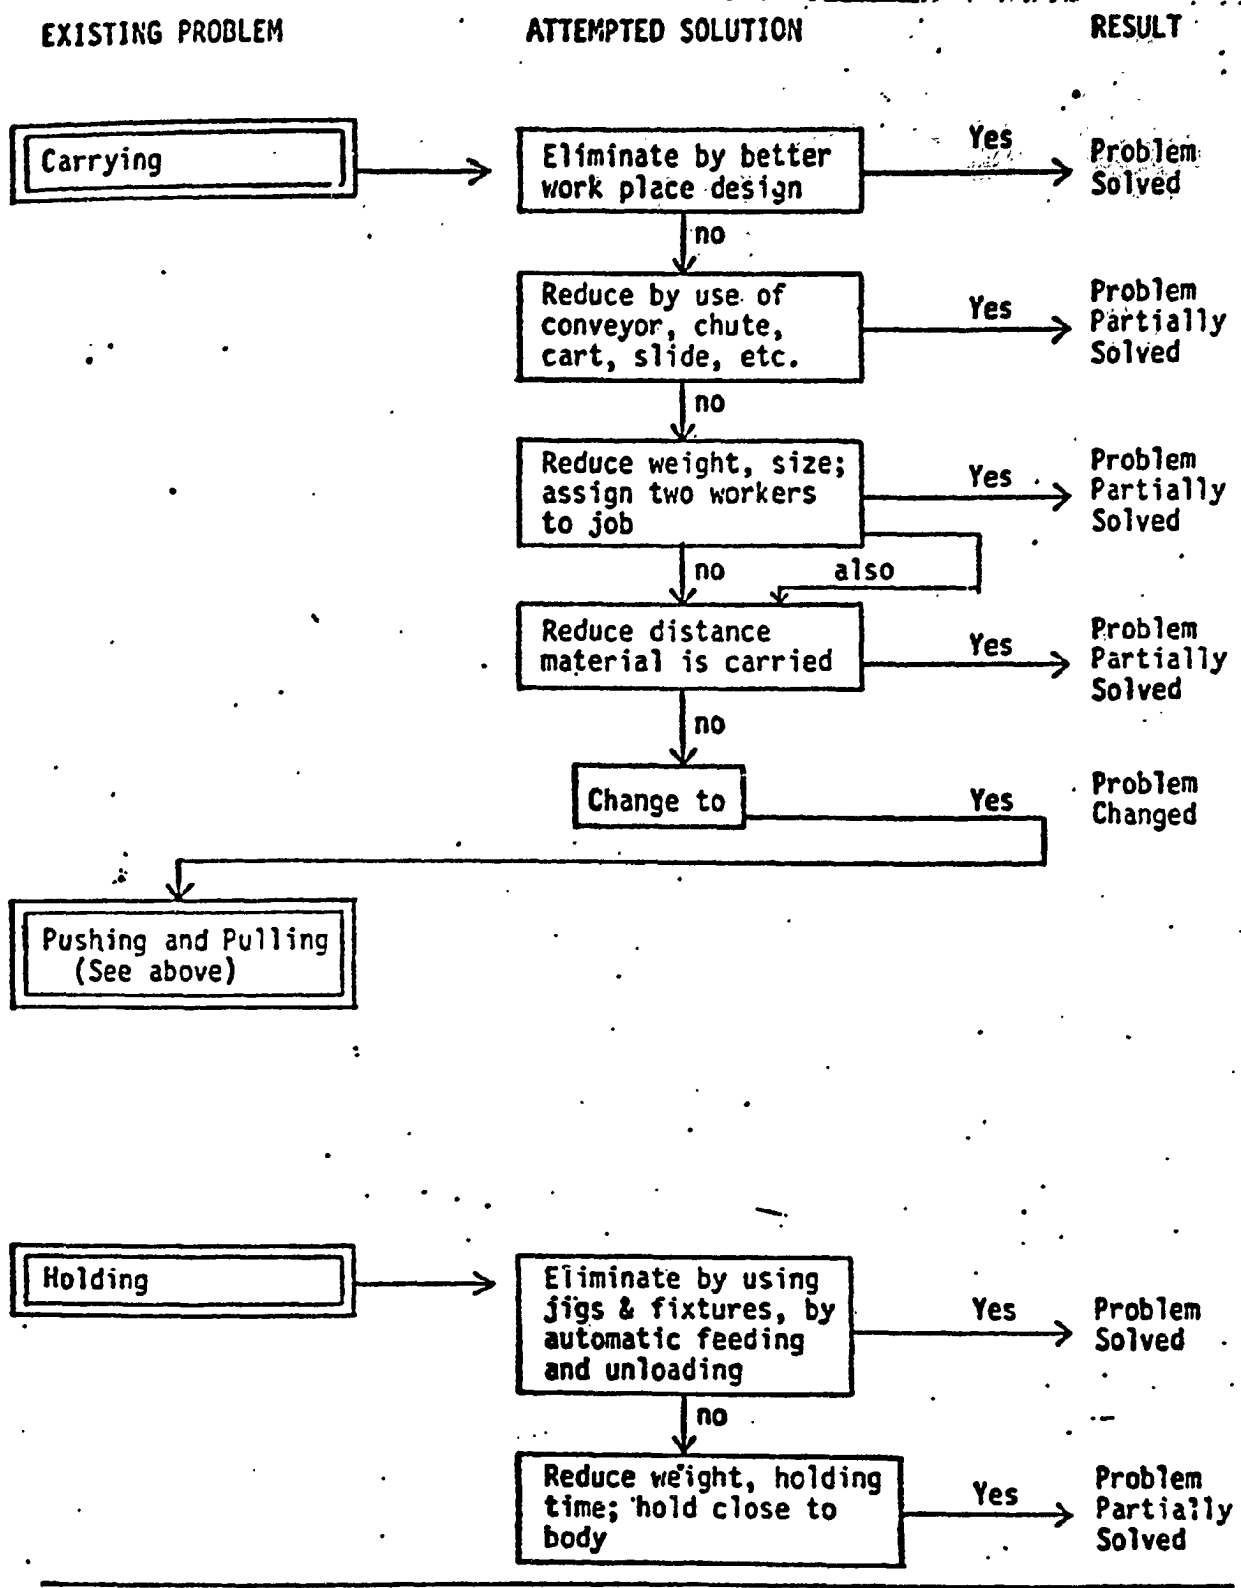 EXISTING PROBLEM
ATTEMPTED SOLUTION
RESULT
Carrying
Eliminate by better
work place design
Yes
Problem
Solved
no
Reduce by use of
conveyor, chute,
cart, slide, etc.
Yes
Problem
Partially
Solved
no
Reduce weight, size;
assign two workers
to job
Yes
Problem
Partially
Solved
no
also
Reduce distance
material is carried
Yes
Problem
Partially
Solved
no
Change to
Yes
Problem
Changed
Pushing and Pulling
(See above)
Holding
Eliminate by using
jigs & fixtures, by
automatic feeding
and unloading
Yes
Problem
Solved
no
Reduce weight, holding
time; hold close to
body
Yes
Problem
Partially
Solved